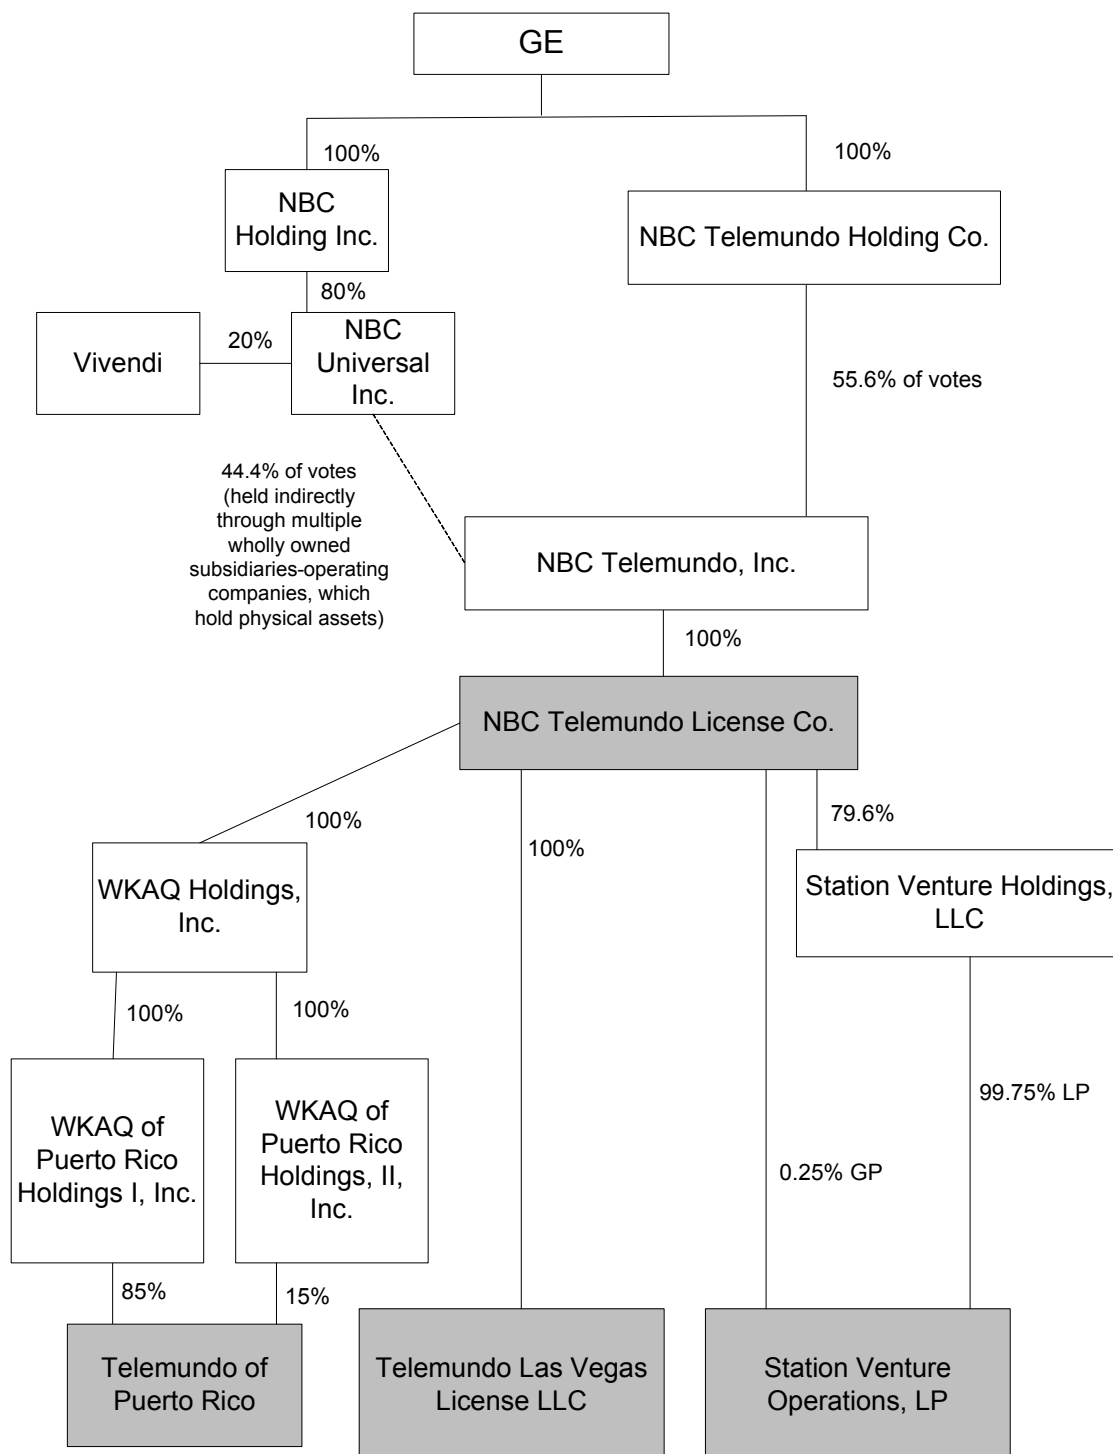 GE
100%
100%
NBC
Holding Inc.
NBC Telemundo Holding Co.
80%
Vivendi
20%
NBC
Universal
Inc.
55.6% of votes
44.4% of votes
(held indirectly
through multiple
wholly owned
subsidiaries-operating
companies, which
hold physical assets)
NBC Telemundo, Inc.
100%
NBC Telemundo License Co.
100%
100%
79.6%
WKAQ Holdings,
Inc.
Station Venture Holdings,
LLC
100%
100%
WKAQ of
Puerto Rico
Holdings I, Inc.
WKAQ of
Puerto Rico
Holdings, II,
Inc.
99.75% LP
0.25% GP
85%
15%
Telemundo of
Puerto Rico
Telemundo Las Vegas
License LLC
Station Venture
Operations, LP